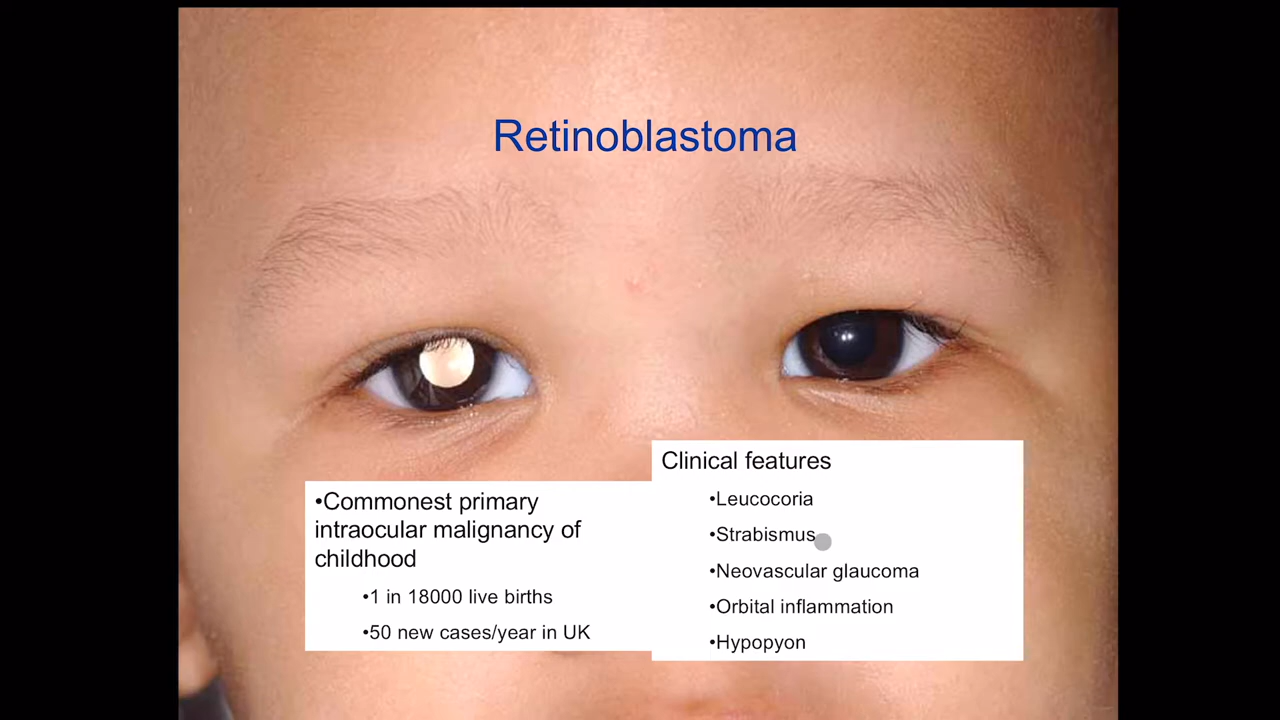 Retinoblastoma
•Commonest primary
intraocular malignancy of
childhood
•1 in 18000 live births
•50 new cases/year in UK
Clinical features
•Leucocoria
•Strabismus
•Neovascular glaucoma
•Orbital inflammation
•Hypopyon